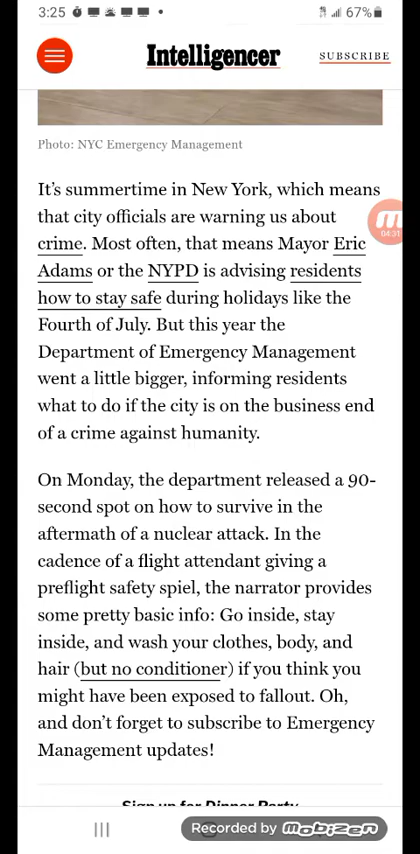 3:25 67%
Intelligencer
SUBSCRIBE
Photo: NYC Emergency Management
It's summertime in New York, which means
that city officials are warning us about
crime. Most often, that means Mayor Eric
Adams or the NYPD is advising residents
how to stay safe during holidays like the
Fourth of July. But this year the
Department of Emergency Management
went a little bigger, informing residents
what to do if the city is on the business end
of a crime against humanity.
04:31
On Monday, the department released a 90-
second spot on how to survive in the
aftermath of a nuclear attack. In the
cadence of a flight attendant giving a
preflight safety spiel, the narrator provides
some pretty basic info: Go inside, stay
inside, and wash your clothes, body, and
hair (but no conditioner) if you think you
might have been exposed to fallout. Oh,
and don't forget to subscribe to Emergency
Management updates!
Sign up for Dinner Party
Recorded by mobizen